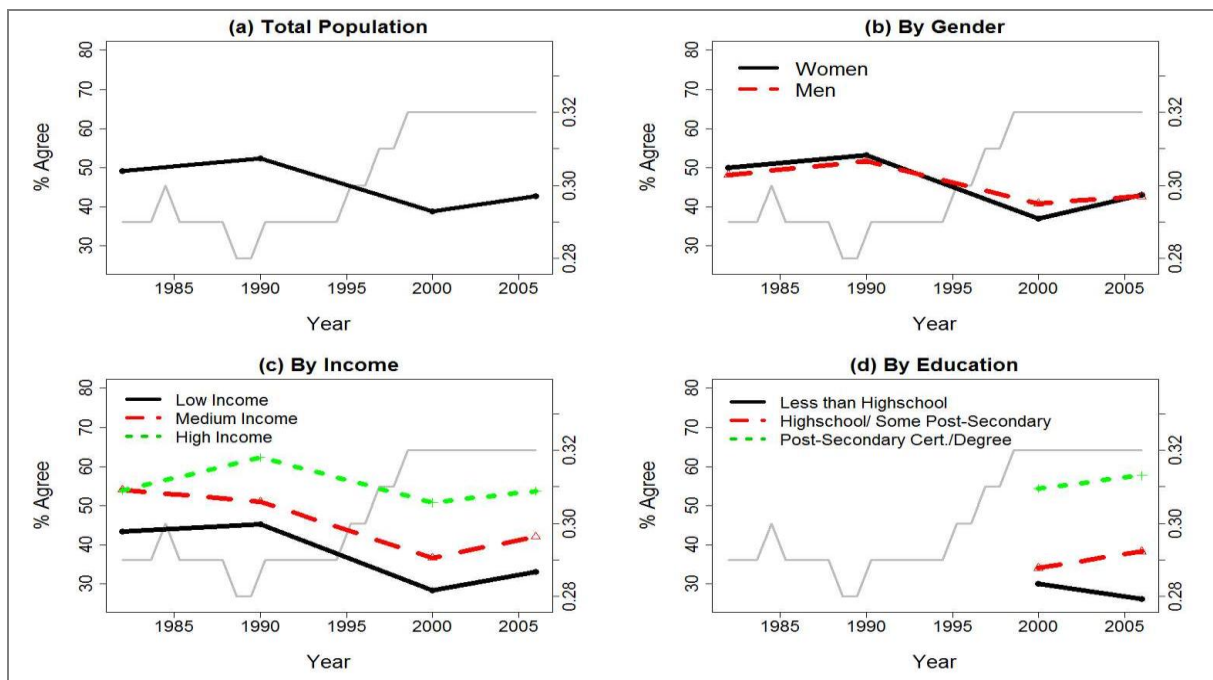 (a) Total Population
80
70
60
50
40
30
% Agree
0.32
0.30
0.28
1985 1990 1995 2000 2005
Year
(b) By Gender
Women
Men
80
70
60
50
40
30
% Agree
0.32
0.30
0.28
1985 1990 1995 2000 2005
Year
(c) By Income
Low Income
Medium Income
High Income
80
70
60
50
40
30
% Agree
0.32
0.30
0.28
1985 1990 1995 2000 2005
Year
(d) By Education
Less than Highschool
Highschool/ Some Post-Secondary
Post-Secondary Cert./Degree
80
70
60
50
40
30
% Agree
0.32
0.30
0.28
1985 1990 1995 2000 2005
Year